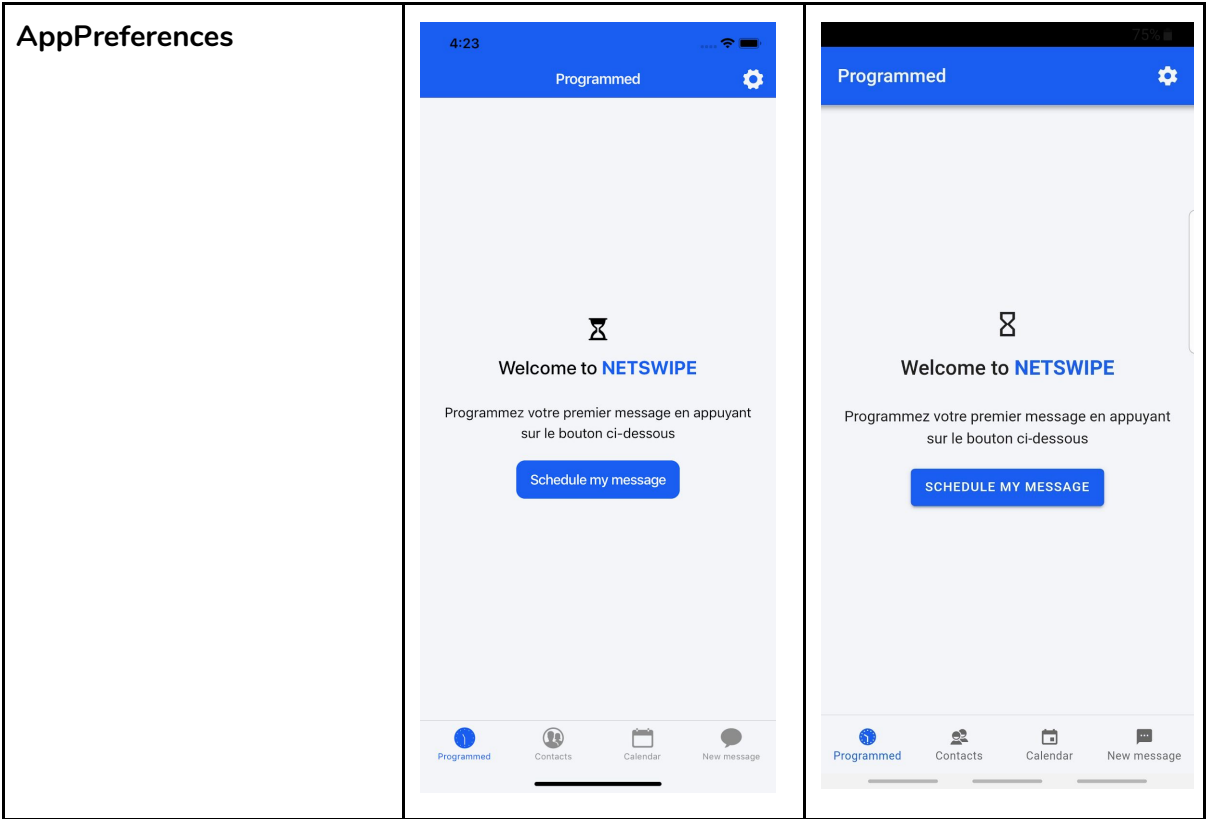 AppPreferences
4:23
Programmed
Welcome to NETSWIPE
Programmez votre premier message en appuyant
sur le bouton ci-dessous
Schedule my message
Programmed Contacts Calendar New message
75%
Programmed
Welcome to NETSWIPE
Programmez votre premier message en appuyant
sur le bouton ci-dessous
SCHEDULE MY MESSAGE
Programmed Contacts Calendar New message